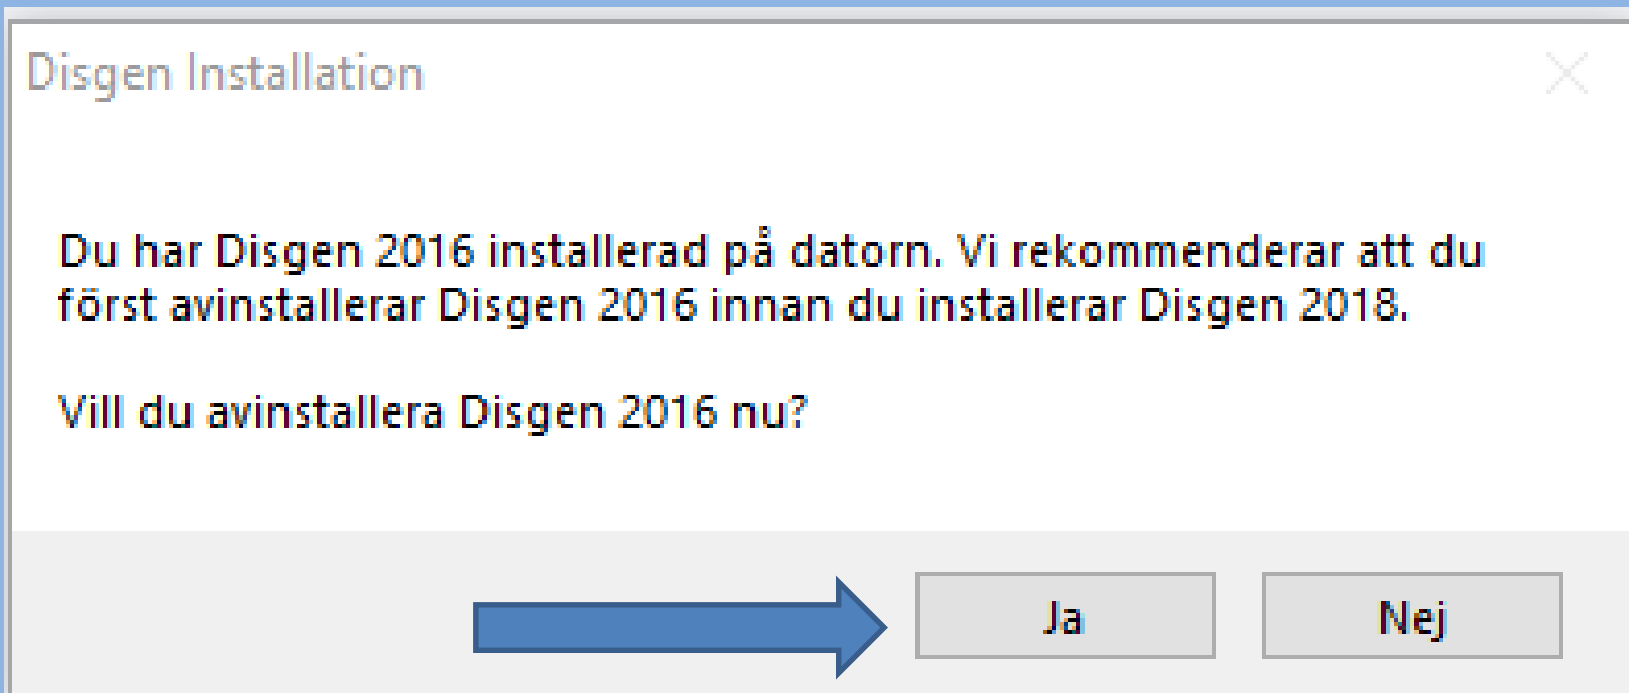 Disgen Installation
Du har Disgen 2016 installerad på datorn. Vi rekommenderar att du
först avinstallerar Disgen 2016 innan du installerar Disgen 2018.
Vill du avinstallera Disgen 2016 nu?
Ja
Nej